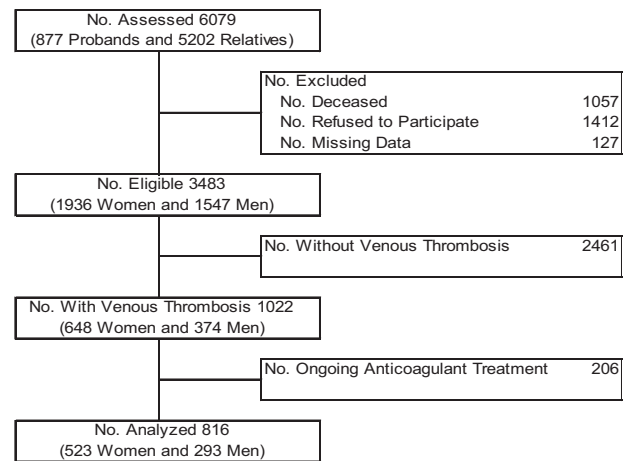 No. Assessed 6079
(877 Probands and 5202 Relatives)
No. Excluded
No. Deceased 1057
No. Refused to Participate 1412
No. Missing Data 127
No. Eligible 3483
(1936 Women and 1547 Men)
No. Without Venous Thrombosis 2461
No. With Venous Thrombosis 1022
(648 Women and 374 Men)
No. Ongoing Anticoagulant Treatment 206
No. Analyzed 816
(523 Women and 293 Men)